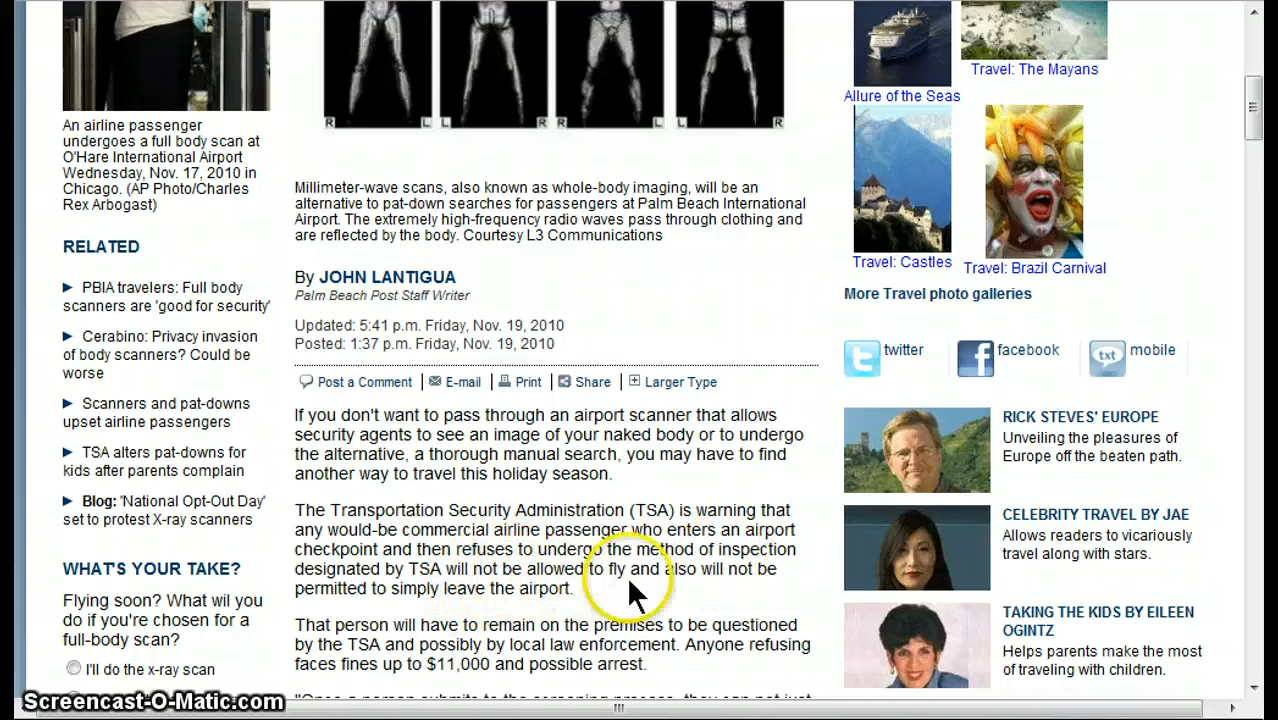 R L L R R L L R
An airline passenger
undergoes a full body scan at
O'Hare International Airport
Wednesday, Nov. 17, 2010 in
Chicago. (AP Photo/Charles
Rex Arbogast)
RELATED
PBIA travelers: Full body
scanners are 'good for security'
Cerabino: Privacy invasion
of body scanners? Could be
worse
Scanners and pat-downs
upset airline passengers
TSA alters pat-downs for
kids after parents complain
Blog: 'National Opt-Out Day'
set to protest X-ray scanners
WHAT'S YOUR TAKE?
Flying soon? What wil you
do if you're chosen for a
full-body scan?
I'll do the x-ray scan
Millimeter-wave scans, also known as whole-body imaging, will be an
alternative to pat-down searches for passengers at Palm Beach International
Airport. The extremely high-frequency radio waves pass through clothing and
are reflected by the body. Courtesy L3 Communications
By JOHN LANTIGUA
Palm Beach Post Staff Writer
Updated: 5:41 p.m. Friday, Nov. 19, 2010
Posted: 1:37 p.m. Friday, Nov. 19, 2010
Post a Comment | E-mail | Print | Share | Larger Type
If you don't want to pass through an airport scanner that allows
security agents to see an image of your naked body or to undergo
the alternative, a thorough manual search, you may have to find
another way to travel this holiday season.
The Transportation Security Administration (TSA) is warning that
any would-be commercial airline passenger who enters an airport
checkpoint and then refuses to undergo the method of inspection
designated by TSA will not be allowed to fly and also will not be
permitted to simply leave the airport.
That person will have to remain on the premises to be questioned
by the TSA and possibly by local law enforcement. Anyone refusing
faces fines up to $11,000 and possible arrest.
"Once a person submits to the screening process, they can not just
Allure of the Seas
Travel: The Mayans
Travel: Castles
Travel: Brazil Carnival
More Travel photo galleries
twitter
facebook
txt mobile
RICK STEVES' EUROPE
Unveiling the pleasures of
Europe off the beaten path.
CELEBRITY TRAVEL BY JAE
Allows readers to vicariously
travel along with stars.
TAKING THE KIDS BY EILEEN
OGINTZ
Helps parents make the most
of traveling with children.
Screencast-O-Matic.com